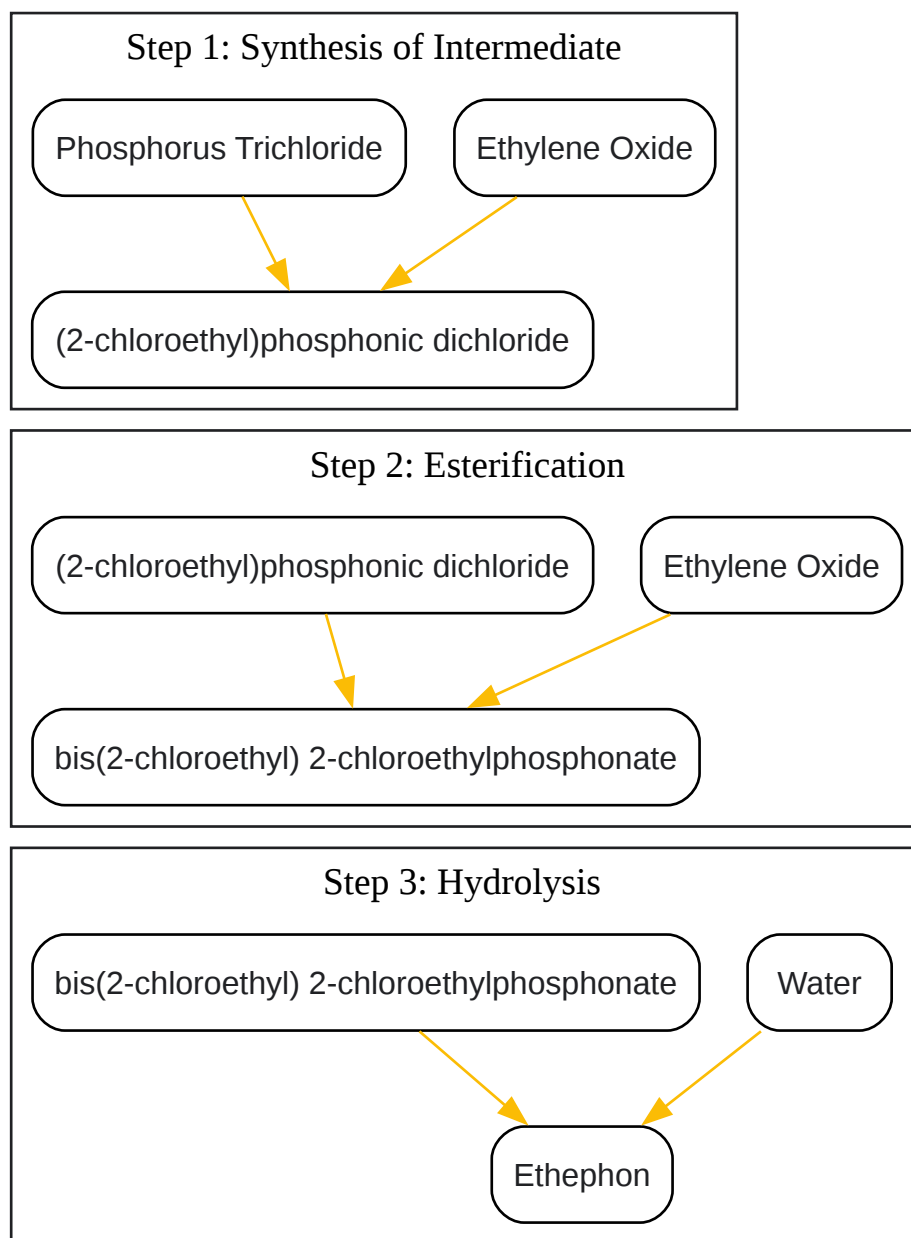 Step 1: Synthesis of Intermediate
Phosphorus Trichloride
Ethylene Oxide
(2-chloroethyl)phosphonic dichloride
Step 2: Esterification
(2-chloroethyl)phosphonic dichloride
Ethylene Oxide
bis(2-chloroethyl) 2-chloroethylphosphonate
Step 3: Hydrolysis
bis(2-chloroethyl) 2-chloroethylphosphonate
Water
Ethephon